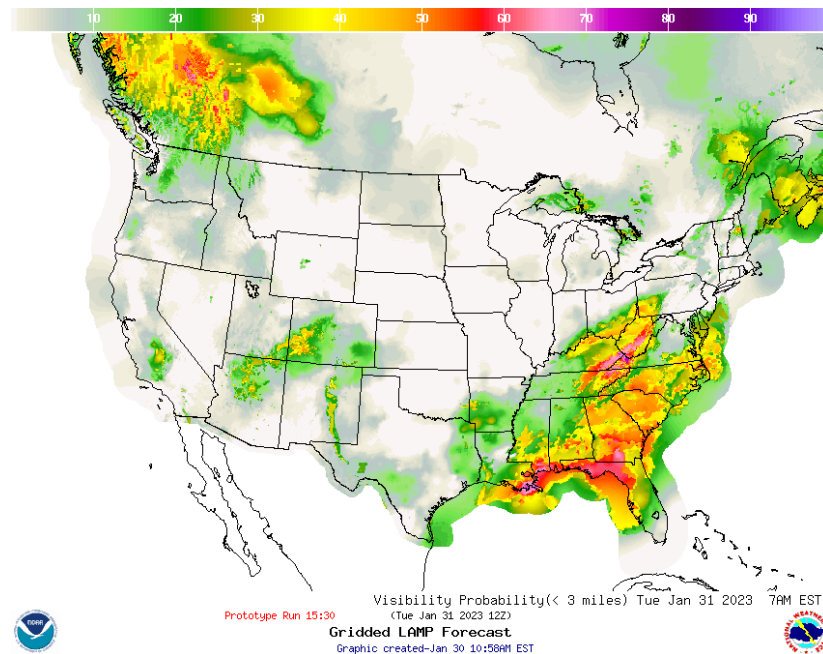 10 20 30 40 50 60 70 80 90
Visibility Probability(< 3 miles) Tue Jan 31 2023 7AM EST
Prototype Run 15:30 (Tue Jan 31 2023 12Z)
Gridded LAMP Forecast
Graphic created-Jan 30 10:58AM EST
NOAA